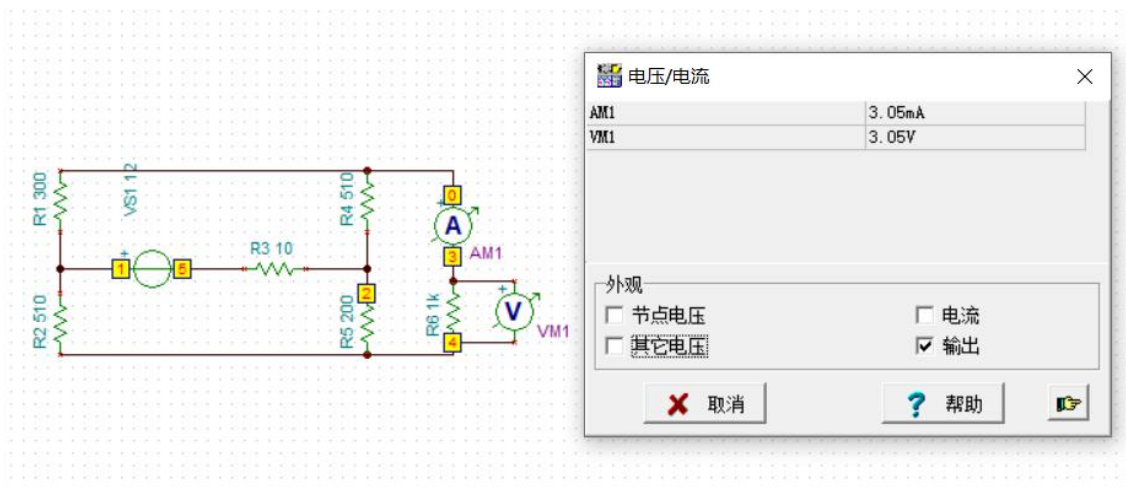 R1 300
VS1 12
R4 510
0
+
A
AM1
3
+
1
5
R3 10
2
R2 510
R5 200
R6 1k
+
V
VM1
4
电压/电流
AM1 3.05mA
VM1 3.05V
外观
节点电压
电流
其它电压
输出
取消
? 帮助